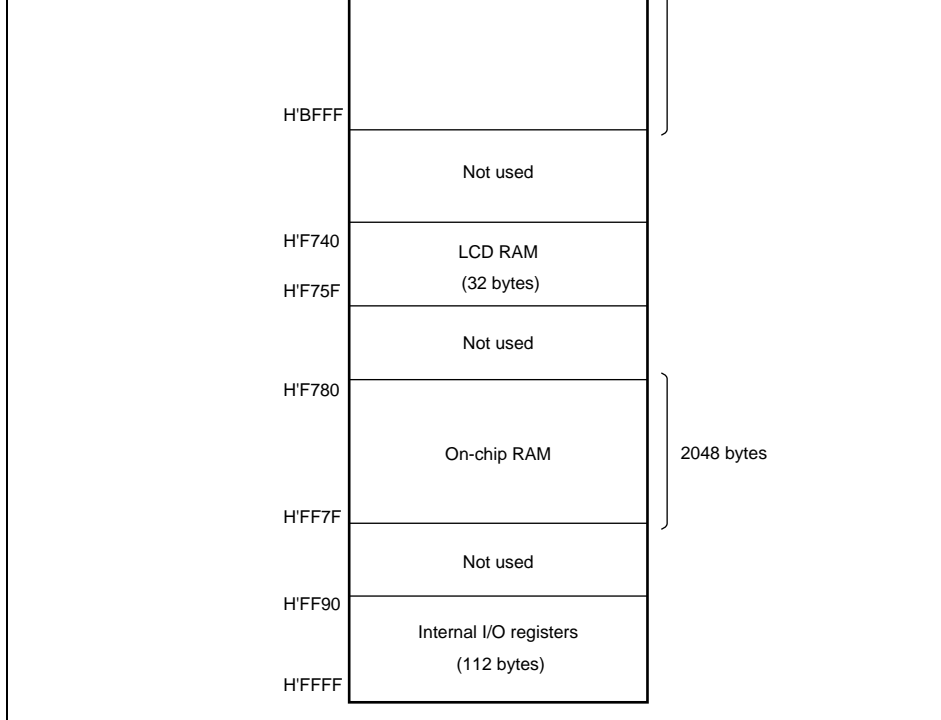 H'BFFF
Not used
H'F740
LCD RAM
(32 bytes)
H'F75F
Not used
H'F780
On-chip RAM
2048 bytes
H'FF7F
Not used
H'FF90
Internal I/O registers
(112 bytes)
H'FFFF